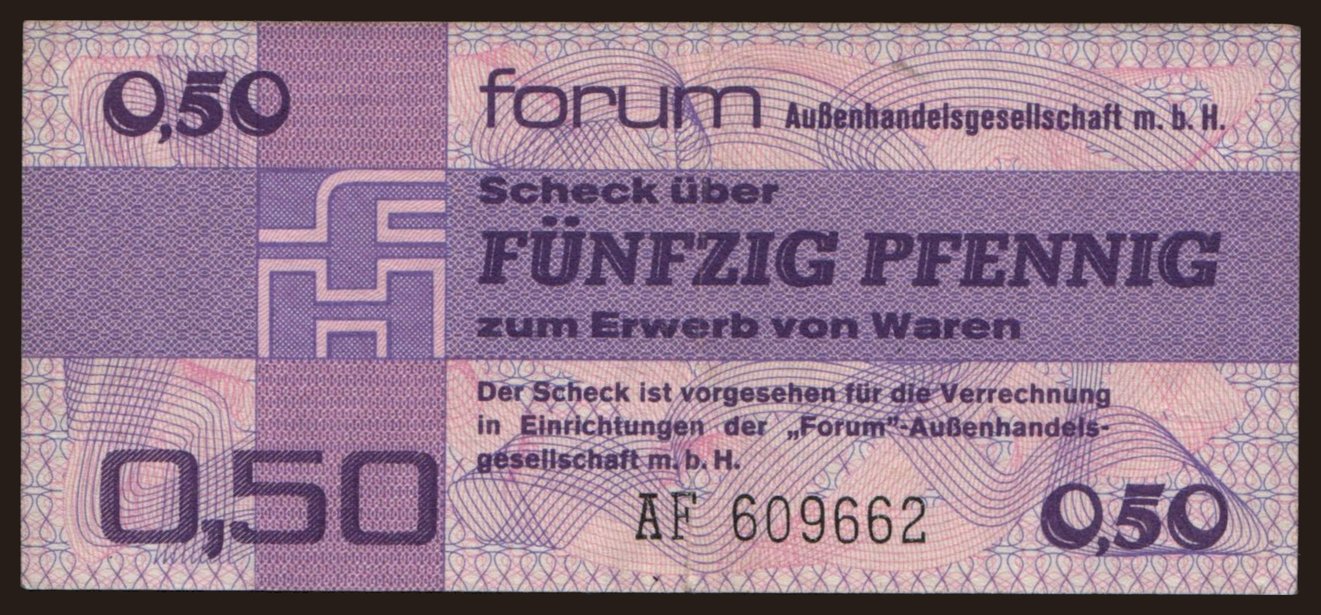 0,50
forum Außenhandelsgesellschaft m. b. H.
Scheck über
FÜNFZIG PFENNIG
zum Erwerb von Waren
Der Scheck ist vorgesehen für die Verrechnung
in Einrichtungen der „Forum”-Außenhandels-
gesellschaft m. b. H.
0,50
AF 609662
0,50